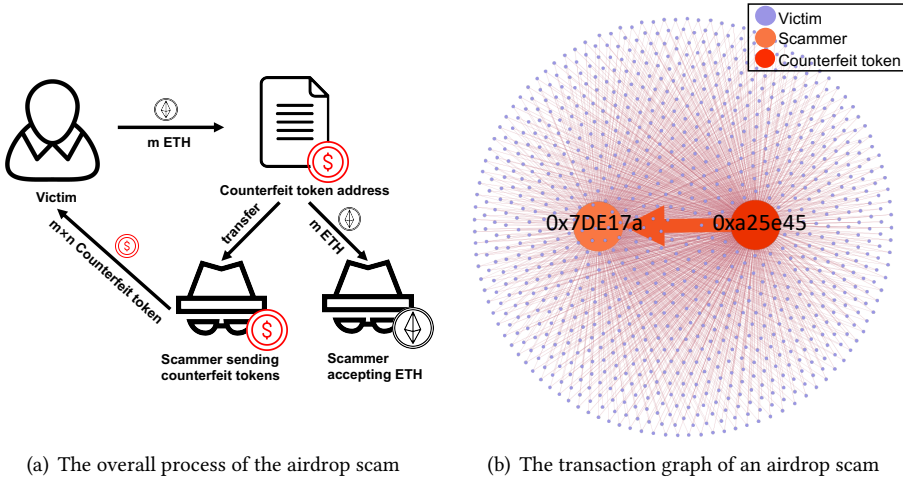 m ETH
Victim
Counterfeit token address
transfer
m ETH
m×n Counterfeit token
Scammer sending
counterfeit tokens
Scammer
accepting ETH
$
$
$
(a) The overall process of the airdrop scam
Victim
Scammer
Counterfeit token
0x7DE17a
0xa25e45
(b) The transaction graph of an airdrop scam